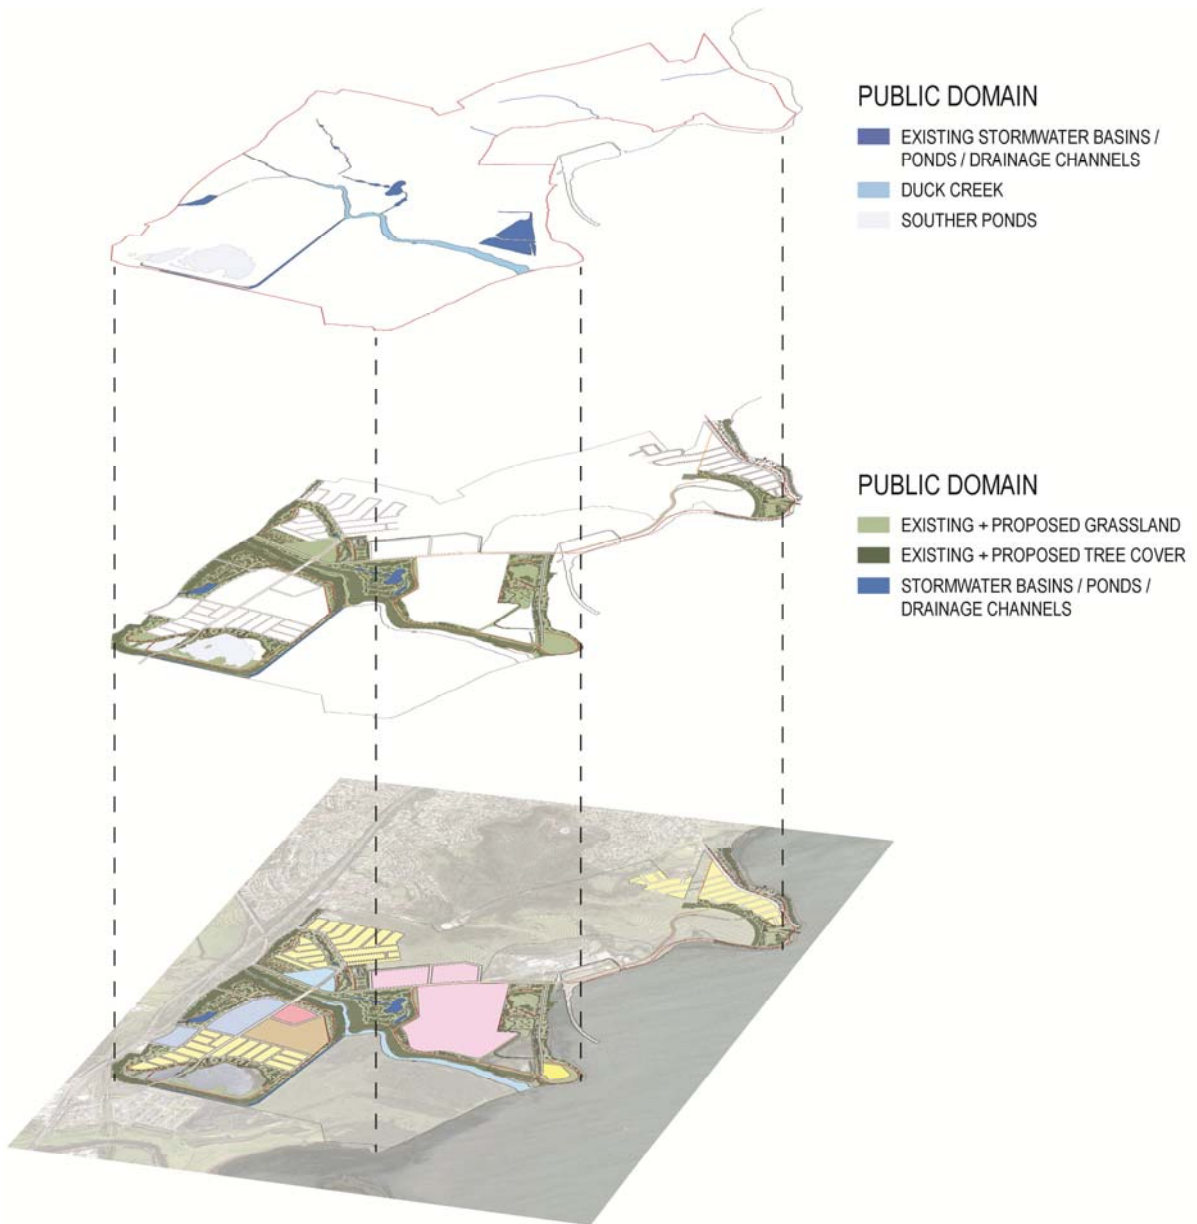 PUBLIC DOMAIN
EXISTING STORMWATER BASINS /
PONDS / DRAINAGE CHANNELS
DUCK CREEK
SOUTHER PONDS
PUBLIC DOMAIN
EXISTING + PROPOSED GRASSLAND
EXISTING + PROPOSED TREE COVER
STORMWATER BASINS / PONDS /
DRAINAGE CHANNELS